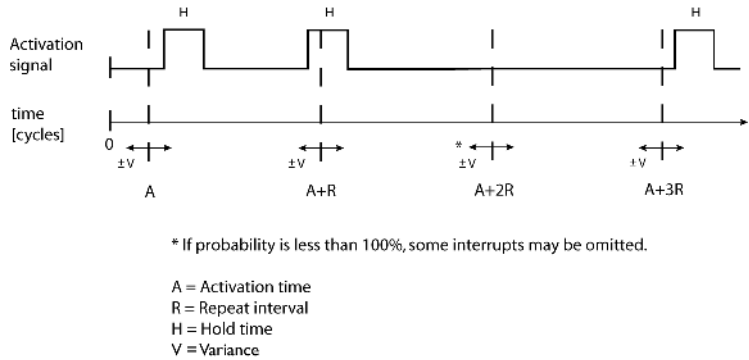 H H H
Activation
signal
time
[cycles]
0
±V ±V * ±V ±V
A A+R A+2R A+3R
* If probability is less than 100%, some interrupts may be omitted.
A = Activation time
R = Repeat interval
H = Hold time
V = Variance